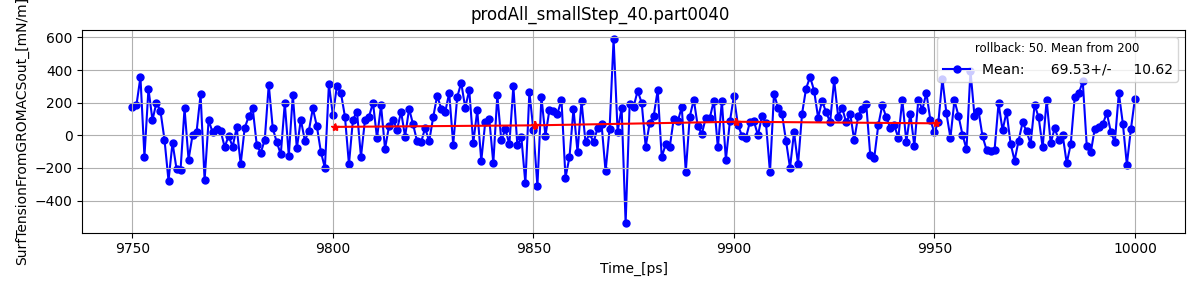 prodAll_smallStep_40.part0040
SurfTensionFromGROMACSout_[mN/m]
600
400
200
0
−200
−400
rollback: 50. Mean from 200
Mean: 69.53+/- 10.62
9750
9800
9850
9900
9950
10000
Time_[ps]